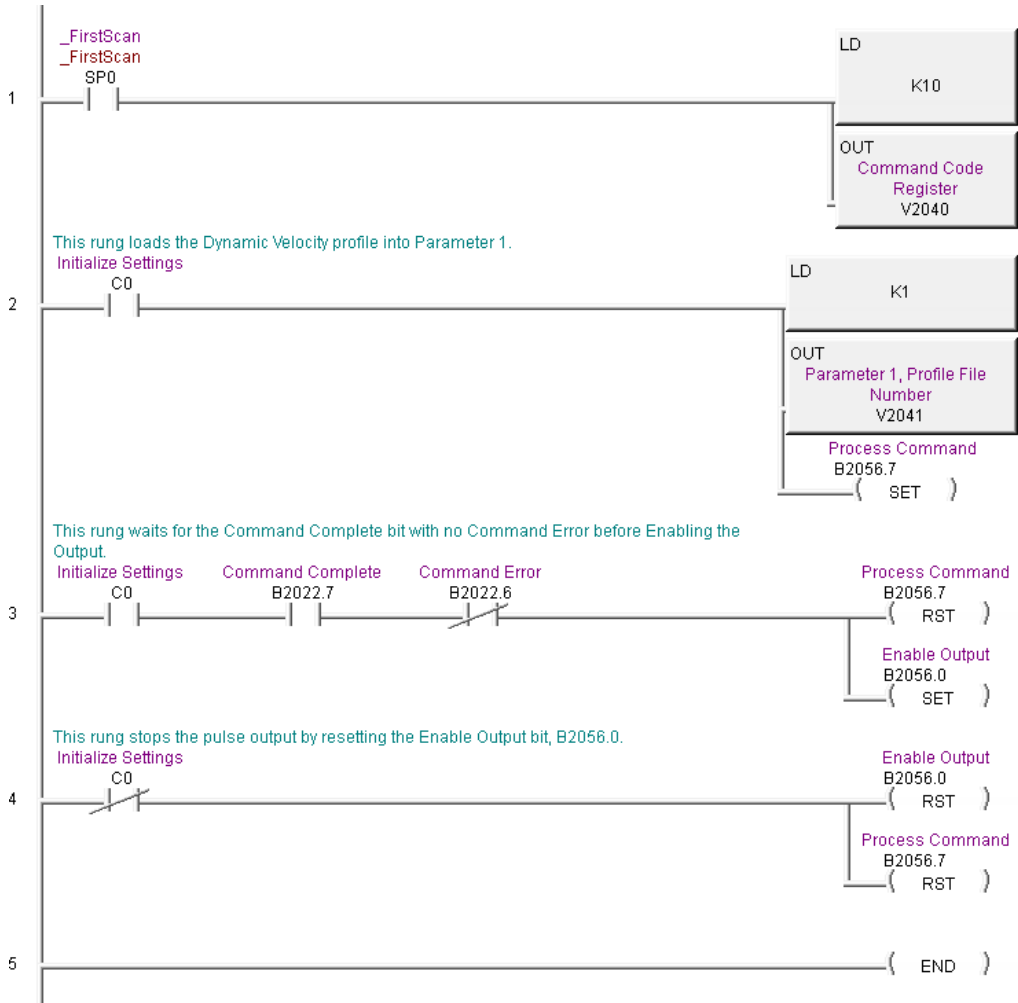 _FirstScan
_FirstScan
SP0
1
LD
K10
OUT
Command Code
Register
V2040
This rung loads the Dynamic Velocity profile into Parameter 1.
Initialize Settings
C0
2
LD
K1
OUT
Parameter 1, Profile File
Number
V2041
Process Command
B2056.7
SET
This rung waits for the Command Complete bit with no Command Error before Enabling the
Output.
Initialize Settings Command Complete Command Error Process Command
C0 B2022.7 B2022.6 B2056.7
3 RST
Enable Output
B2056.0
SET
This rung stops the pulse output by resetting the Enable Output bit, B2056.0.
Initialize Settings Enable Output
C0 B2056.0
4 RST
Process Command
B2056.7
RST
5 END